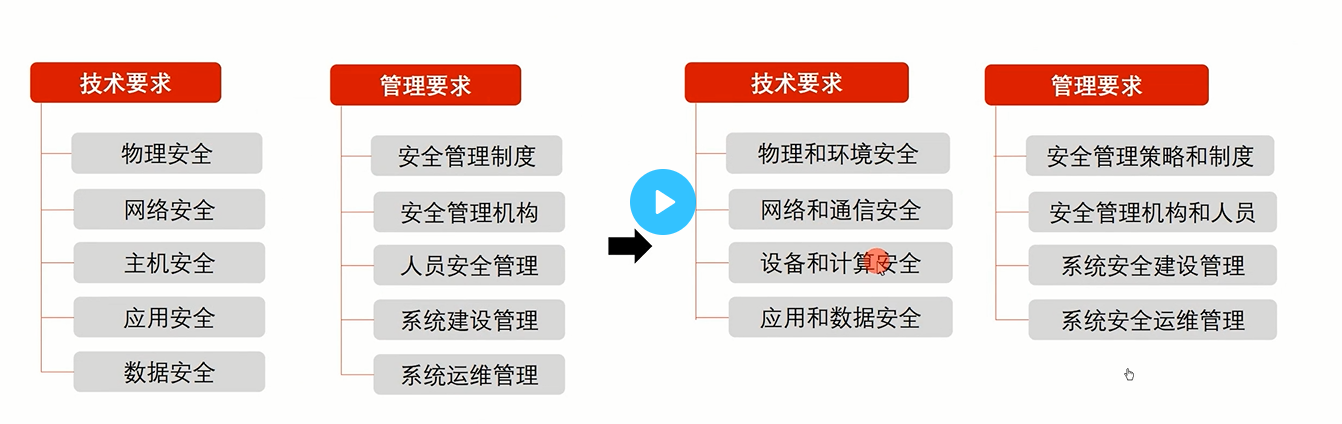 技术要求
物理安全
网络安全
主机安全
应用安全
数据安全
管理要求
安全管理制度
安全管理机构
人员安全管理
系统建设管理
系统运维管理
技术要求
物理和环境安全
网络和通信安全
设备和计算安全
应用和数据安全
管理要求
安全管理策略和制度
安全管理机构和人员
系统安全建设管理
系统安全运维管理